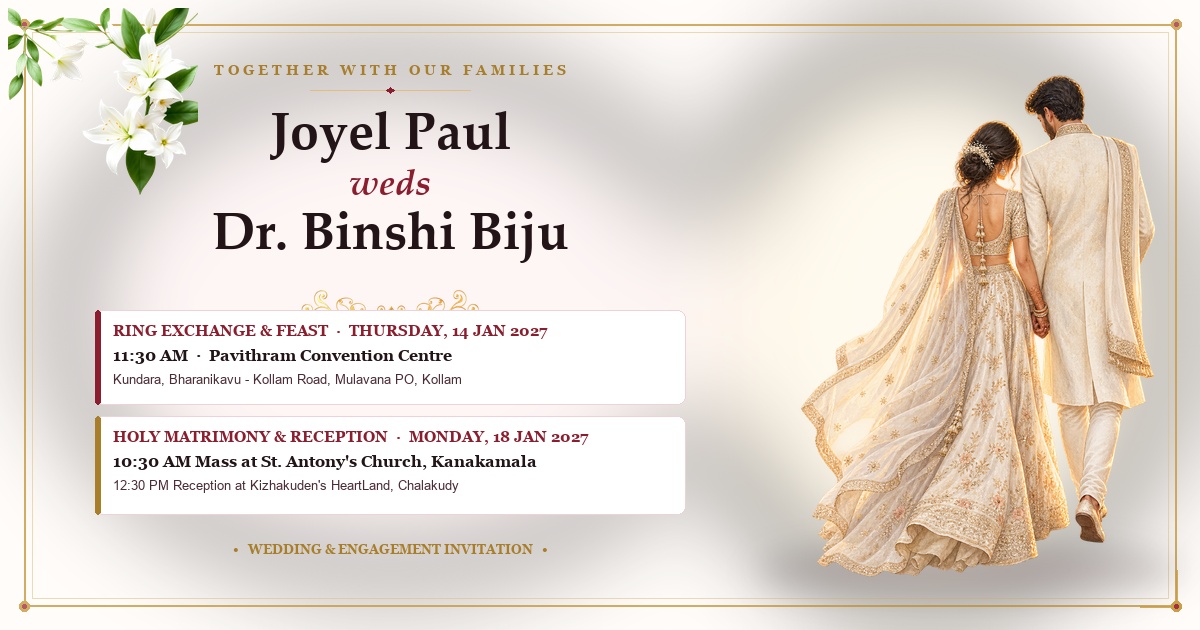 TOGETHER WITH OUR FAMILIES
Joyel Paul
weds
Dr. Binshi Biju
RING EXCHANGE & FEAST · THURSDAY, 14 JAN 2027
11:30 AM · Pavithram Convention Centre
Kundara, Bharanikavu - Kollam Road, Mulavana PO, Kollam
HOLY MATRIMONY & RECEPTION · MONDAY, 18 JAN 2027
10:30 AM Mass at St. Antony's Church, Kanakamala
12:30 PM Reception at Kizhakuden's HeartLand, Chalakudy
• WEDDING & ENGAGEMENT INVITATION •